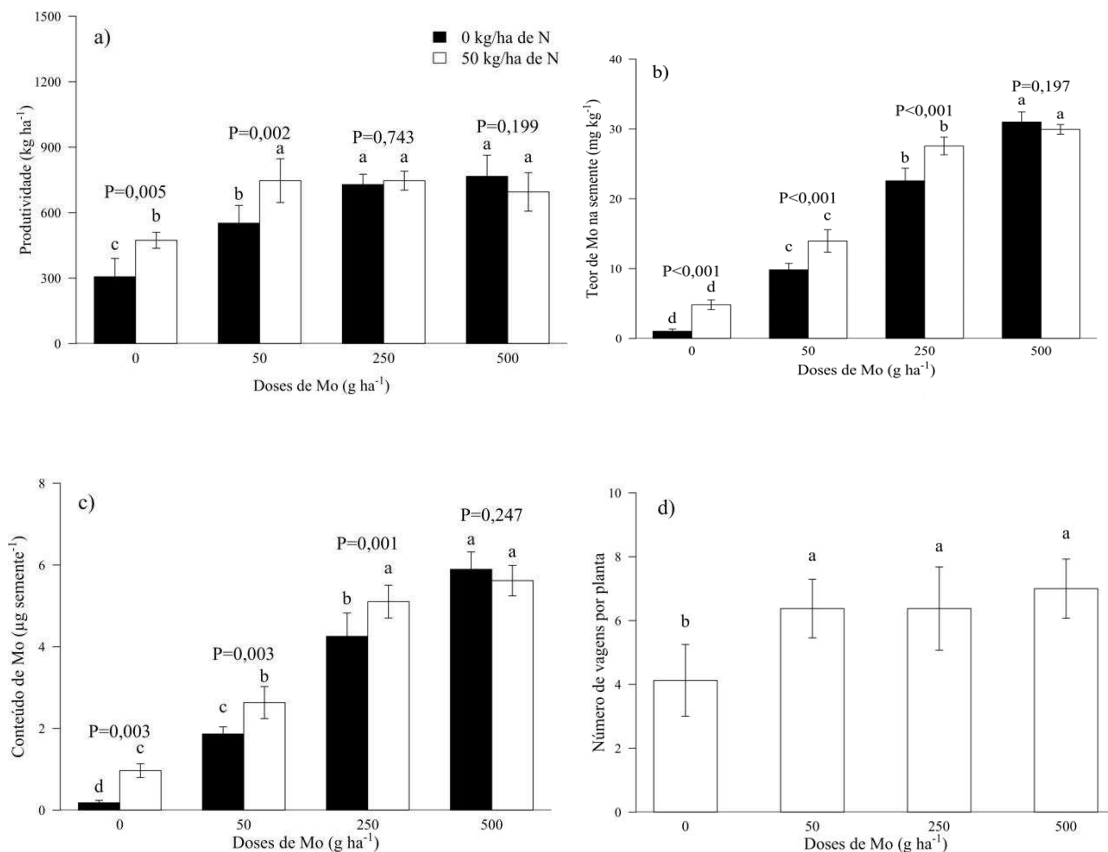 a)
0 kg/ha de N
50 kg/ha de N
Produtividade (kg ha⁻¹)
1500
1200
900
600
300
0
P=0,005
P=0,002
P=0,743
P=0,199
c b
b a
a a
a a
0 50 250 500
Doses de Mo (g ha⁻¹)
b)
Teor de Mo na semente (mg kg⁻¹)
40
30
20
10
0
P<0,001
P<0,001
P<0,001
P=0,197
d d
c c
b b
a a
0 50 250 500
Doses de Mo (g ha⁻¹)
c)
Conteúdo de Mo (µg semente⁻¹)
8
6
4
2
0
P=0,003
P=0,003
P=0,001
P=0,247
d c
c b
b a
a a
0 50 250 500
Doses de Mo (g ha⁻¹)
d)
Número de vagens por planta
10
8
6
4
2
0
b a a a
0 50 250 500
Doses de Mo (g ha⁻¹)